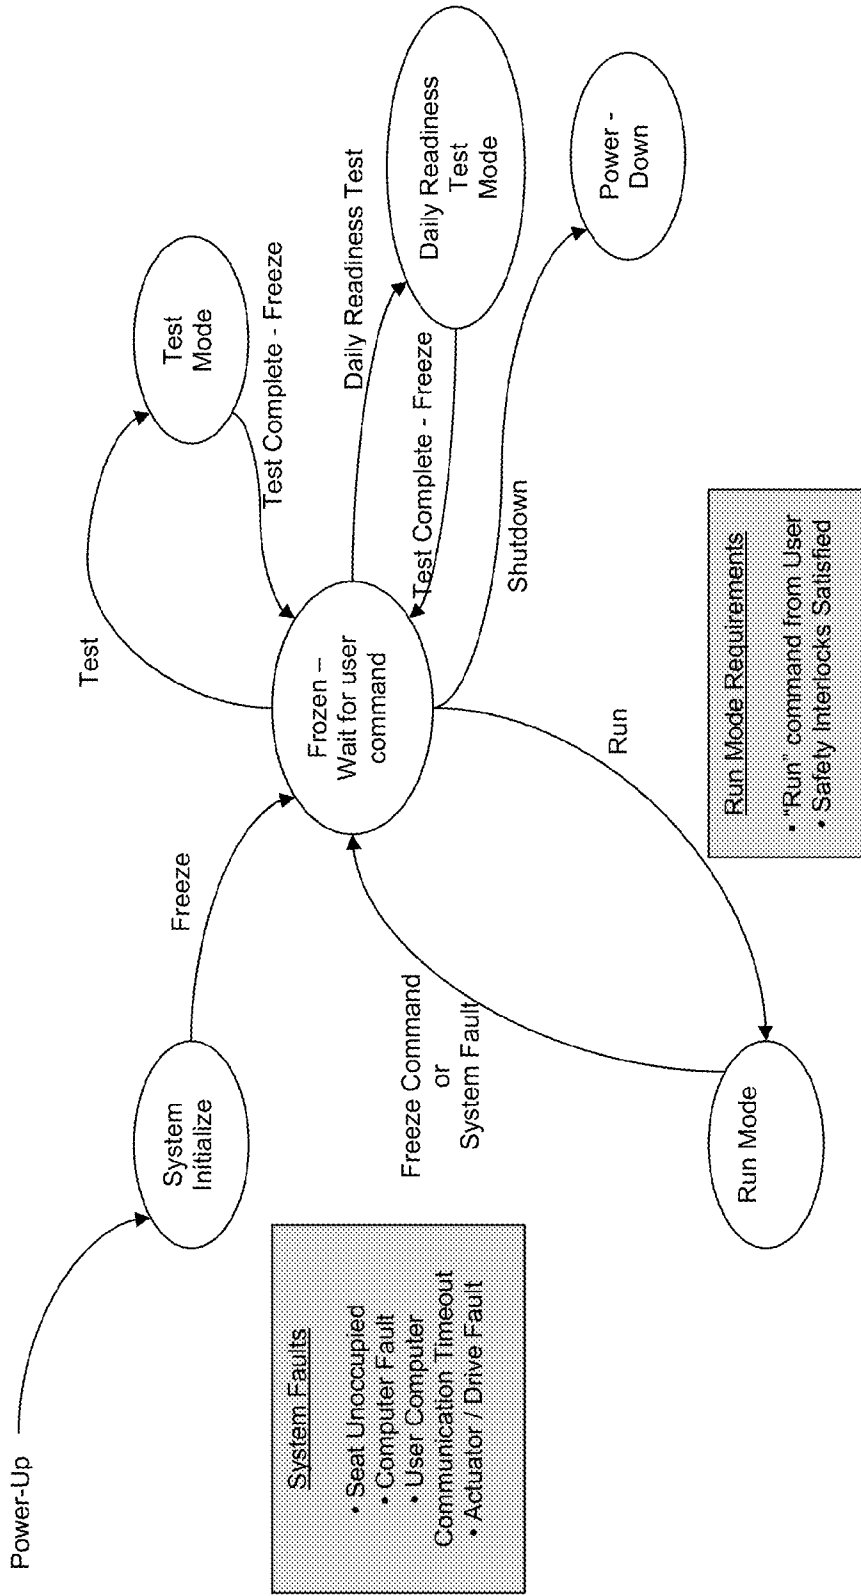 Power-Up
System
Initialize
Freeze
Test
Test
Mode
Test Complete - Freeze
Frozen –
Wait for user
command
Daily Readiness Test
Daily Readiness
Test
Mode
Test Complete - Freeze
Shutdown
Power -
Down
System Faults
• Seat Unoccupied
• Computer Fault
• User Computer
Communication Timeout
• Actuator / Drive Fault
Freeze Command
or
System Fault
Run
Run Mode
Run Mode Requirements
• "Run" command from User
• Safety Interlocks Satisfied